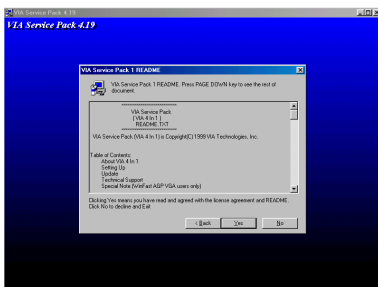 VIA Service Pack 4.19
VIA Service Pack 4.19
VIA Service Pack 1 README
VIA Service Pack 1 README. Press PAGE DOWN key to see the rest of
document.
VIA Service Pack
( VIA 4 In 1 )
README.TXT
VIA Service Pack (VIA 4 In 1) is Copyright(C) 1999 VIA Technologies, Inc.
Table of Contents:
About VIA 4 In 1
Setting Up
Update
Technical Support
Special Note (WinFast AGP VGA users only)
Clicking Yes means you have read and agreed with the license agreement and README.
Click No to decline and Exit
< Back
Yes
No